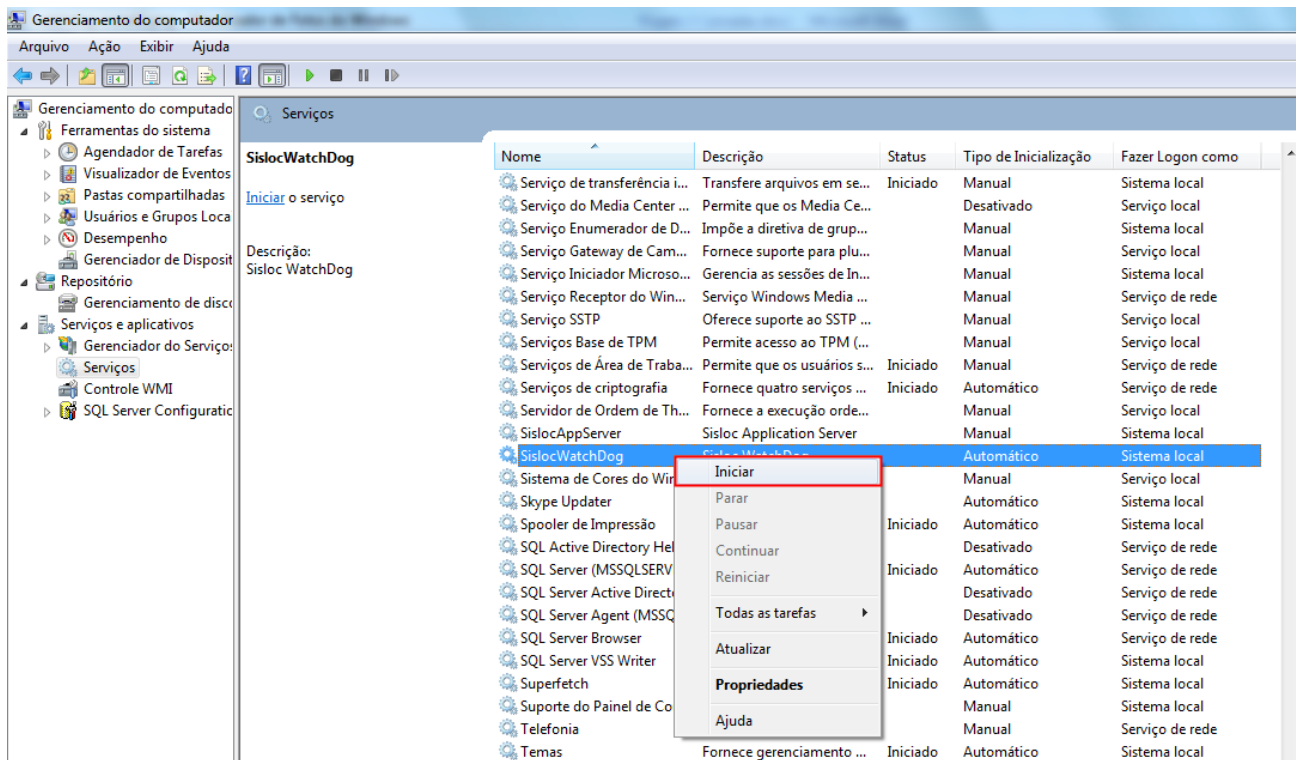 Gerenciamento do computador
Arquivo Ação Exibir Ajuda
Gerenciamento do computado
Ferramentas do sistema
Agendador de Tarefas
Visualizador de Eventos
Pastas compartilhadas
Usuários e Grupos Loca
Desempenho
Gerenciador de Disposit
Repositório
Gerenciamento de disco
Serviços e aplicativos
Gerenciador do Serviço
Serviços
Controle WMI
SQL Server Configuratic
Serviços
SislocWatchDog
Iniciar o serviço
Descrição:
Sisloc WatchDog
Nome Descrição Status Tipo de Inicialização Fazer Logon como
Serviço de transferência i... Transfere arquivos em se... Iniciado Manual Sistema local
Serviço do Media Center ... Permite que os Media Ce... Desativado Serviço local
Serviço Enumerador de D... Impõe a diretiva de grup... Manual Sistema local
Serviço Gateway de Cam... Fornece suporte para plu... Manual Serviço local
Serviço Iniciador Microso... Gerencia as sessões de In... Manual Sistema local
Serviço Receptor do Win... Serviço Windows Media ... Manual Serviço de rede
Serviço SSTP Oferece suporte ao SSTP ... Manual Serviço local
Serviços Base de TPM Permite acesso ao TPM (... Manual Serviço local
Serviços de Área de Traba... Permite que os usuários s... Iniciado Manual Serviço de rede
Serviços de criptografia Fornece quatro serviços ... Iniciado Automático Serviço de rede
Servidor de Ordem de Th... Fornece a execução orde... Manual Serviço local
SislocAppServer Sisloc Application Server Manual Sistema local
SislocWatchDog Sisloc WatchDog Automático Sistema local
Sistema de Cores do Win Manual Serviço local
Skype Updater Automático Sistema local
Spooler de Impressão Iniciado Automático Sistema local
SQL Active Directory Hel Desativado Serviço de rede
SQL Server (MSSQLSERV Iniciado Automático Serviço de rede
SQL Server Active Direct Desativado Serviço de rede
SQL Server Agent (MSSQ Desativado Serviço de rede
SQL Server Browser Iniciado Automático Serviço de rede
SQL Server VSS Writer Iniciado Automático Sistema local
Superfetch Iniciado Automático Sistema local
Suporte do Painel de Co Manual Sistema local
Telefonia Manual Serviço de rede
Temas Fornece gerenciamento ... Iniciado Automático Sistema local
Iniciar
Parar
Pausar
Continuar
Reiniciar
Todas as tarefas
Atualizar
Propriedades
Ajuda